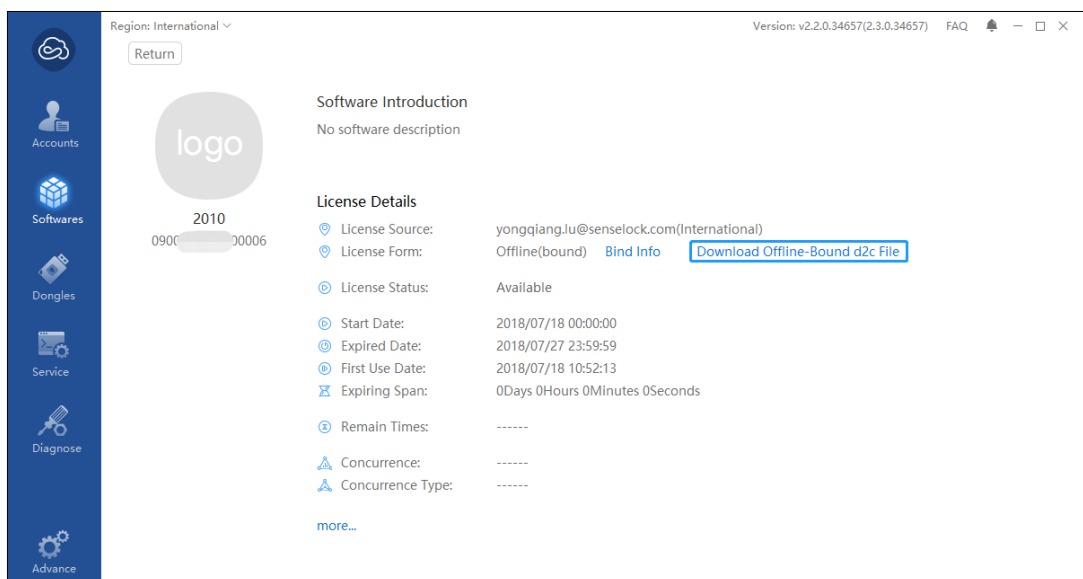 Region: International
Version: v2.2.0.34657(2.3.0.34657) FAQ
Return
Accounts
Softwares
Dongles
Service
Diagnose
Advance
logo
2010
0900 00006
Software Introduction
No software description
License Details
License Source: yongqiang.lu@senselock.com(International)
License Form: Offline(bound) Bind Info Download Offline-Bound d2c File
License Status: Available
Start Date: 2018/07/18 00:00:00
Expired Date: 2018/07/27 23:59:59
First Use Date: 2018/07/18 10:52:13
Expiring Span: 0Days 0Hours 0Minutes 0Seconds
Remain Times: ------
Concurrence: ------
Concurrence Type: ------
more...